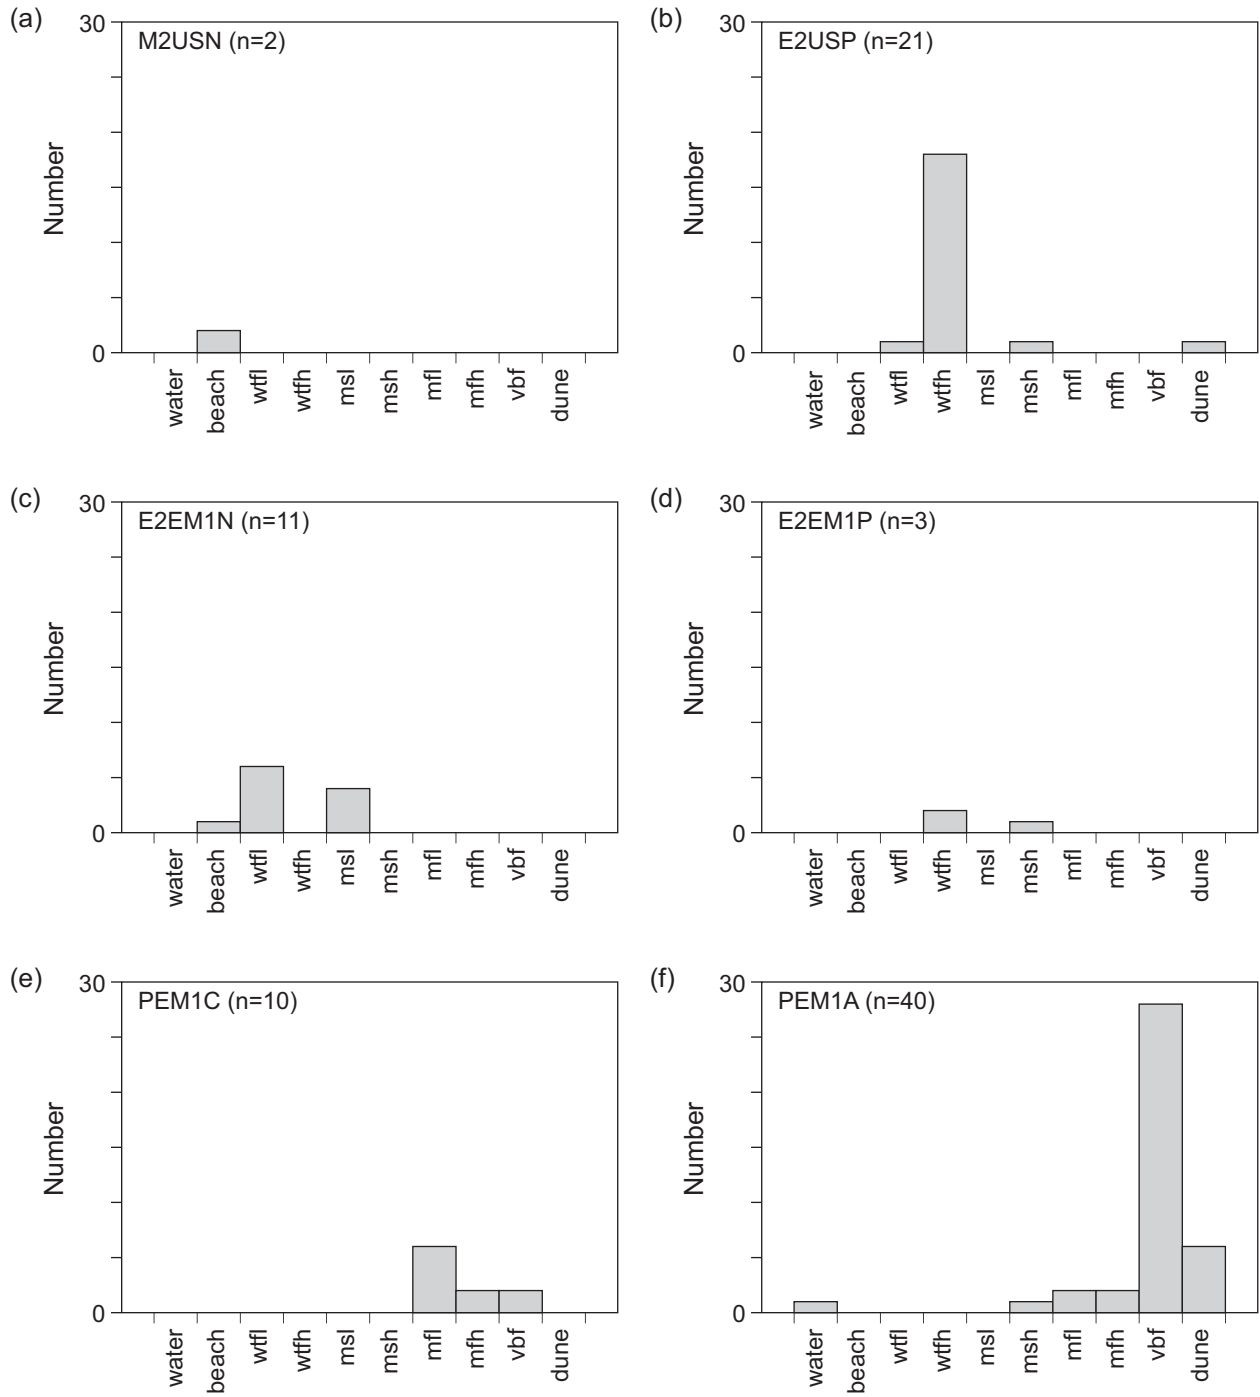 (a)
30
M2USN (n=2)
Number
0
water
beach
wtfl
wtfh
msl
msh
mfl
mfh
vbf
dune
(b)
30
E2USP (n=21)
Number
0
water
beach
wtfl
wtfh
msl
msh
mfl
mfh
vbf
dune
(c)
30
E2EM1N (n=11)
Number
0
water
beach
wtfl
wtfh
msl
msh
mfl
mfh
vbf
dune
(d)
30
E2EM1P (n=3)
Number
0
water
beach
wtfl
wtfh
msl
msh
mfl
mfh
vbf
dune
(e)
30
PEM1C (n=10)
Number
0
water
beach
wtfl
wtfh
msl
msh
mfl
mfh
vbf
dune
(f)
30
PEM1A (n=40)
Number
0
water
beach
wtfl
wtfh
msl
msh
mfl
mfh
vbf
dune